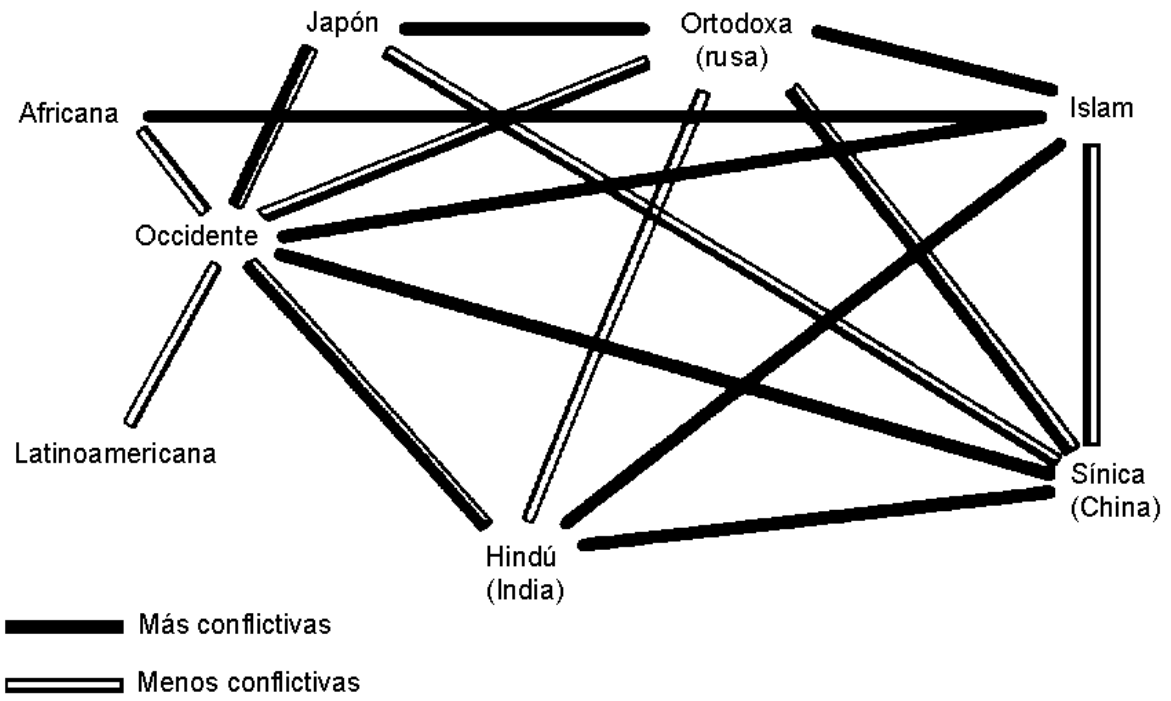 Japón
Ortodoxa
(rusa)
Africana
Islam
Occidente
Latinoamericana
Sínica
(China)
Hindú
(India)
Más conflictivas
Menos conflictivas